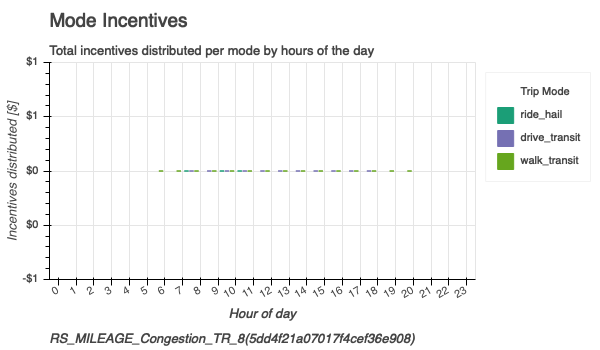 Mode Incentives
Total incentives distributed per mode by hours of the day
$1
$1
$0
$0
-$1
Incentives distributed [$]
0 1 2 3 4 5 6 7 8 9 10 11 12 13 14 15 16 17 18 19 20 21 22 23
Hour of day
Trip Mode
ride_hail
drive_transit
walk_transit
RS_MILEAGE_Congestion_TR_8(5dd4f21a07017f4cef36e908)